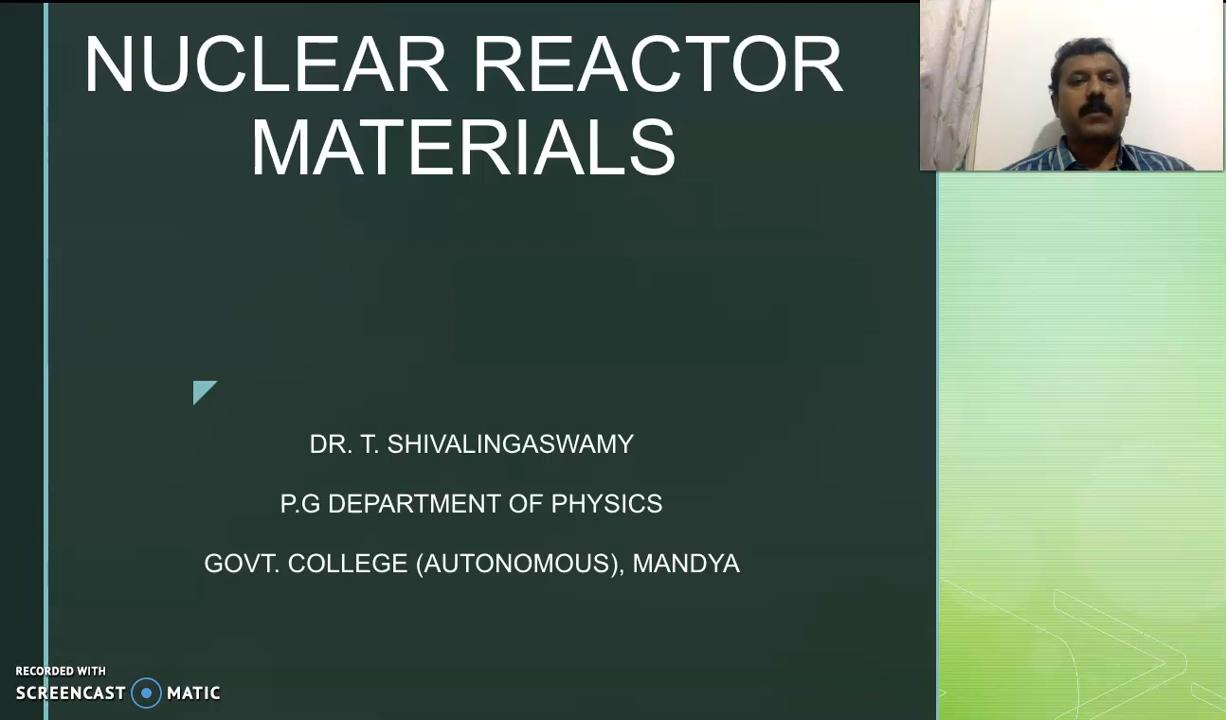 NUCLEAR REACTOR
MATERIALS
DR. T. SHIVALINGASWAMY
P.G DEPARTMENT OF PHYSICS
GOVT. COLLEGE (AUTONOMOUS), MANDYA
RECORDED WITH
SCREENCAST MATIC